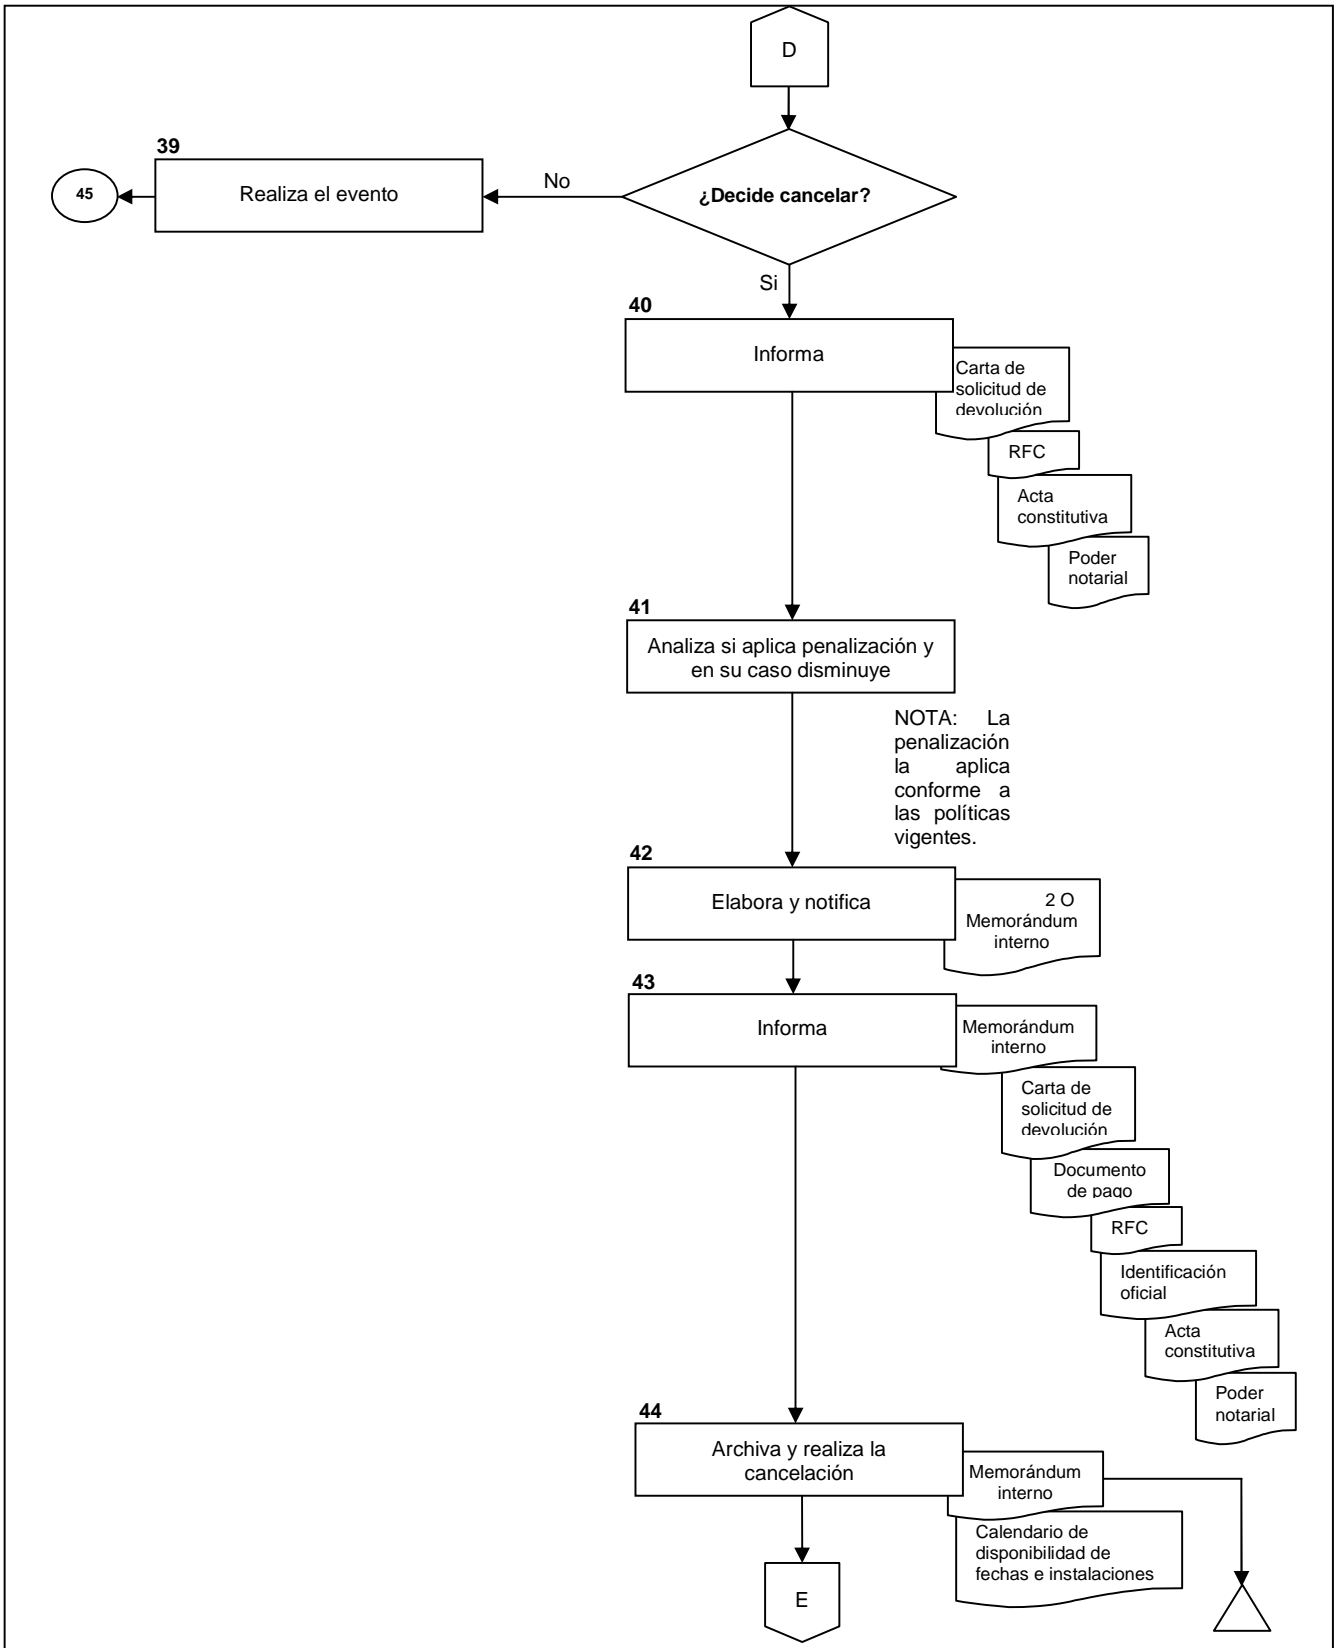 D
39
Realiza el evento
45
No
¿Decide cancelar?
Si
40
Informa
Carta de
solicitud de
devolución
RFC
Acta
constitutiva
Poder
notarial
41
Analiza si aplica penalización y
en su caso disminuye
NOTA: La
penalización
la aplica
conforme a
las políticas
vigentes.
42
Elabora y notifica
2 O
Memorándum
interno
43
Informa
Memorándum
interno
Carta de
solicitud de
devolución
Documento
de pago
RFC
Identificación
oficial
Acta
constitutiva
Poder
notarial
44
Archiva y realiza la
cancelación
Memorándum
interno
Calendario de
disponibilidad de
fechas e instalaciones
E